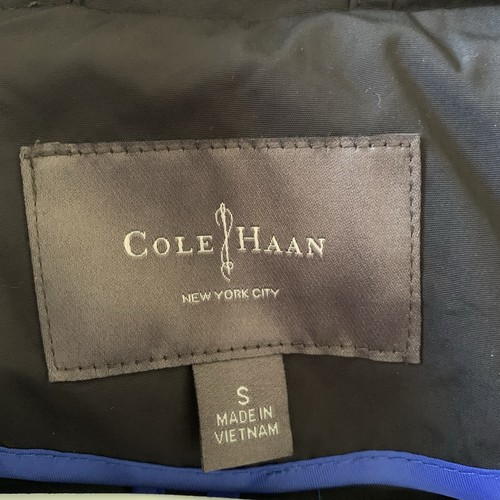 COLE HAAN
NEW YORK CITY
S
MADE IN
VIETNAM